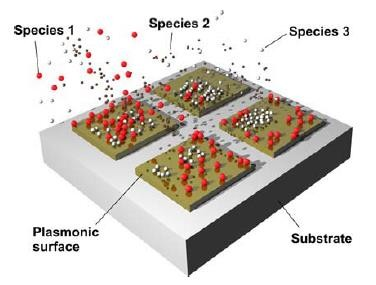 Species 1
Species 2
Species 3
Plasmonic
surface
Substrate